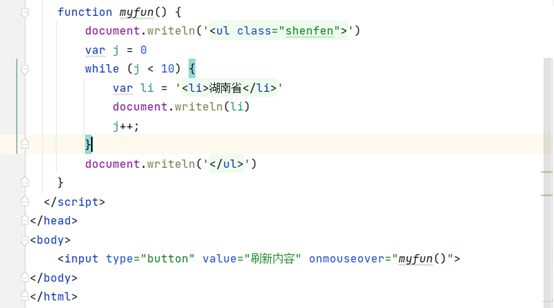 function myfun() {
document.writeln('<ul class="shenfen">')
var j = 0
while (j < 10) {
var li = '<li>湖南省</li>'
document.writeln(li)
j++;
}
document.writeln('</ul>')
}
</script>
</head>
<body>
<input type="button" value="刷新内容" onmouseover="myfun()">
</body>
</html>